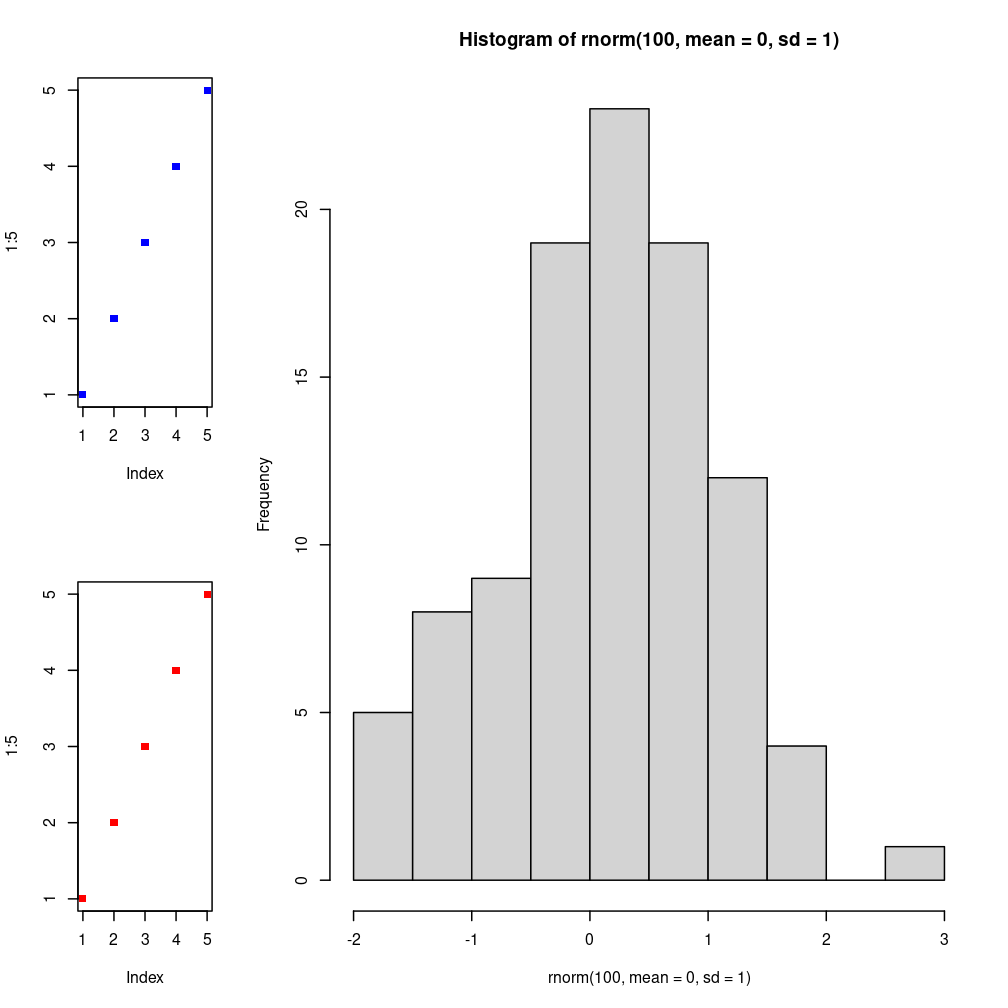 Histogram of rnorm(100, mean = 0, sd = 1)
5
4
3
2
1
1:5
1 2 3 4 5
Index
5
4
3
2
1
1:5
1 2 3 4 5
Index
20
15
10
5
0
Frequency
-2 -1 0 1 2 3
rnorm(100, mean = 0, sd = 1)